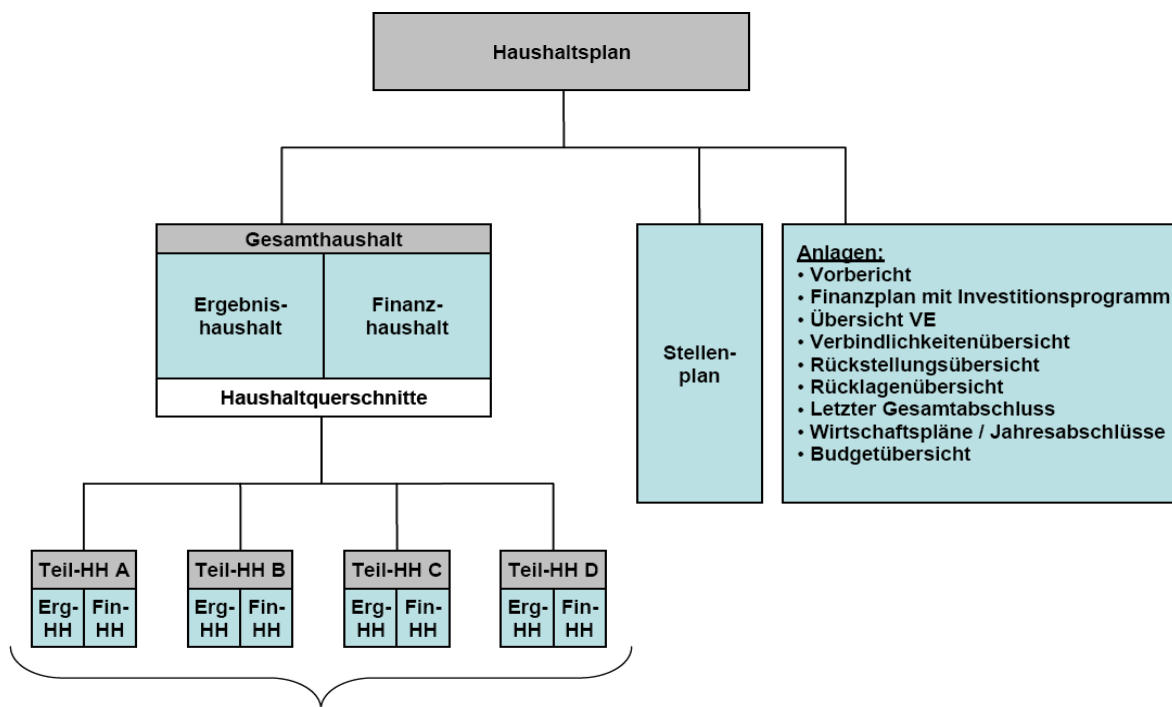 Haushaltsplan
Gesamthaushalt
Ergebnis-
haushalt
Finanz-
haushalt
Haushaltquerschnitte
Stellen-
plan
Anlagen:
• Vorbericht
• Finanzplan mit Investitionsprogramm
• Übersicht VE
• Verbindlichkeitenübersicht
• Rückstellungsübersicht
• Rücklagenübersicht
• Letzter Gesamtabschluss
• Wirtschaftspläne / Jahresabschlüsse
• Budgetübersicht
Teil-HH A
Erg-
HH
Fin-
HH
Teil-HH B
Erg-
HH
Fin-
HH
Teil-HH C
Erg-
HH
Fin-
HH
Teil-HH D
Erg-
HH
Fin-
HH